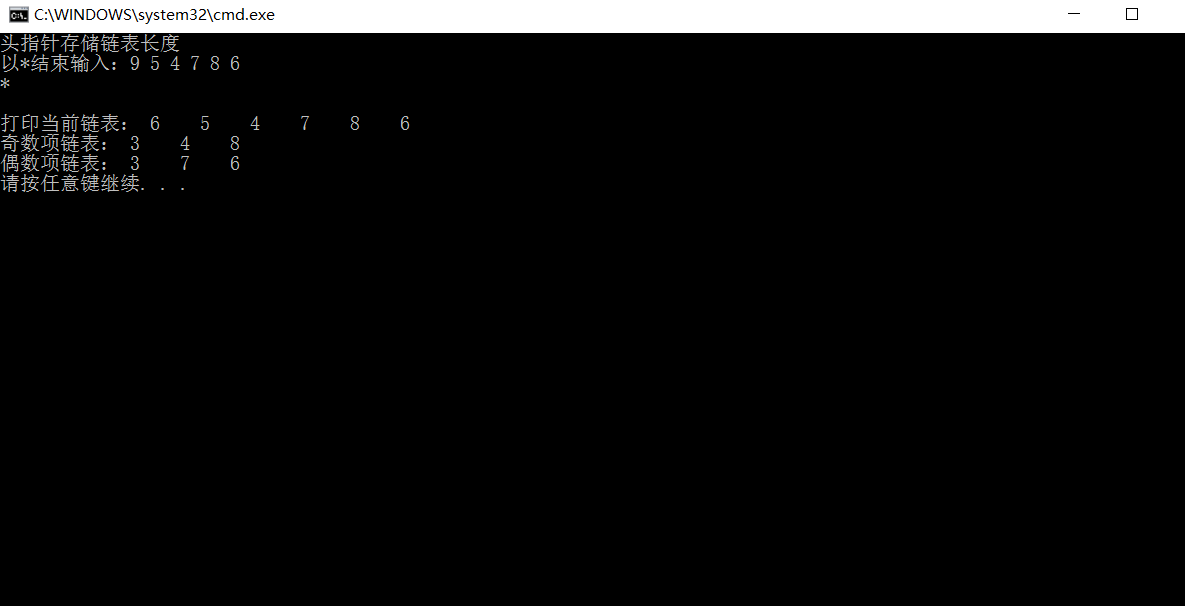 C:\WINDOWS\system32\cmd.exe
头指针存储链表长度
以*结束输入：9 5 4 7 8 6
*
打印当前链表： 6    5    4    7    8    6
奇数项链表： 3    4    8
偶数项链表： 3    7    6
请按任意键继续. . .